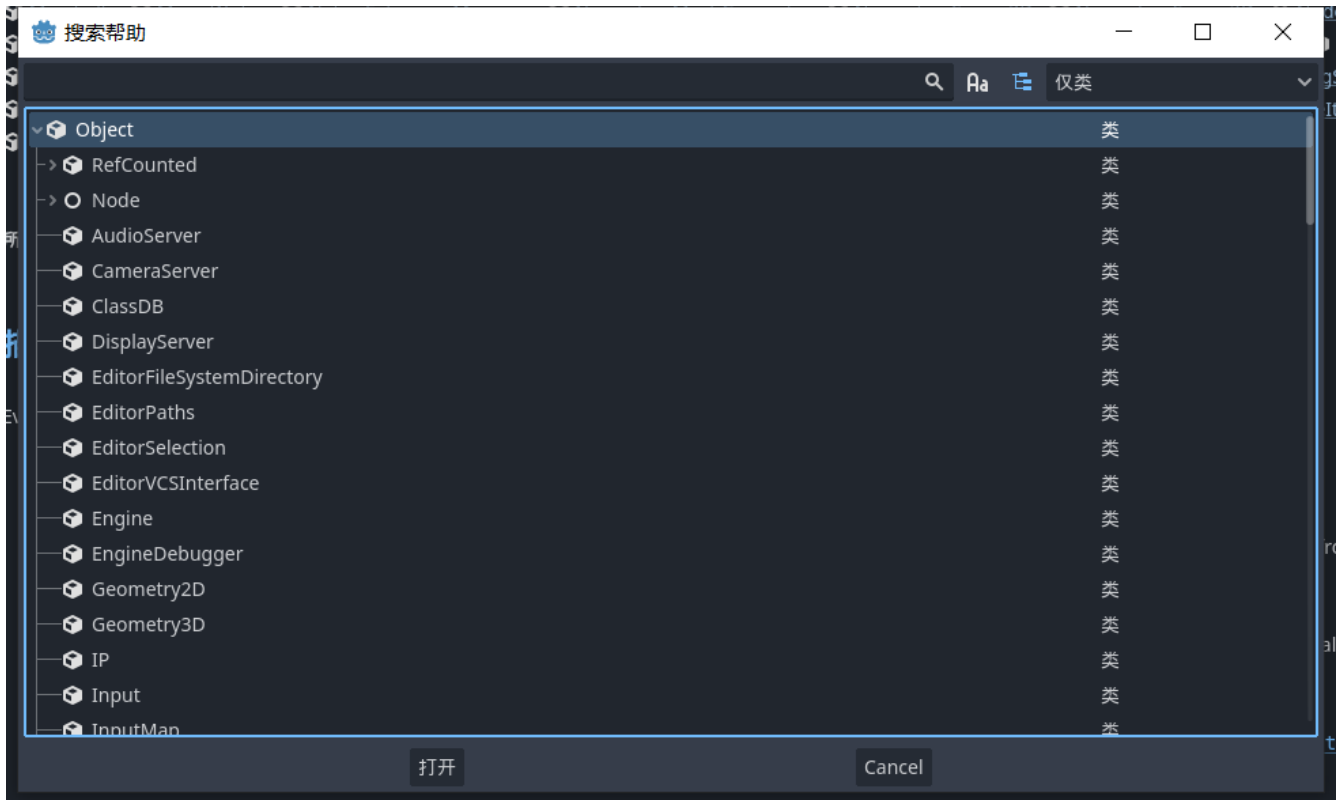 搜索帮助
Aa 仅类
Object 类
RefCounted 类
Node 类
AudioServer 类
CameraServer 类
ClassDB 类
DisplayServer 类
EditorFileSystemDirectory 类
EditorPaths 类
EditorSelection 类
EditorVCSInterface 类
Engine 类
EngineDebugger 类
Geometry2D 类
Geometry3D 类
IP 类
Input 类
InputMap 类
打开 Cancel